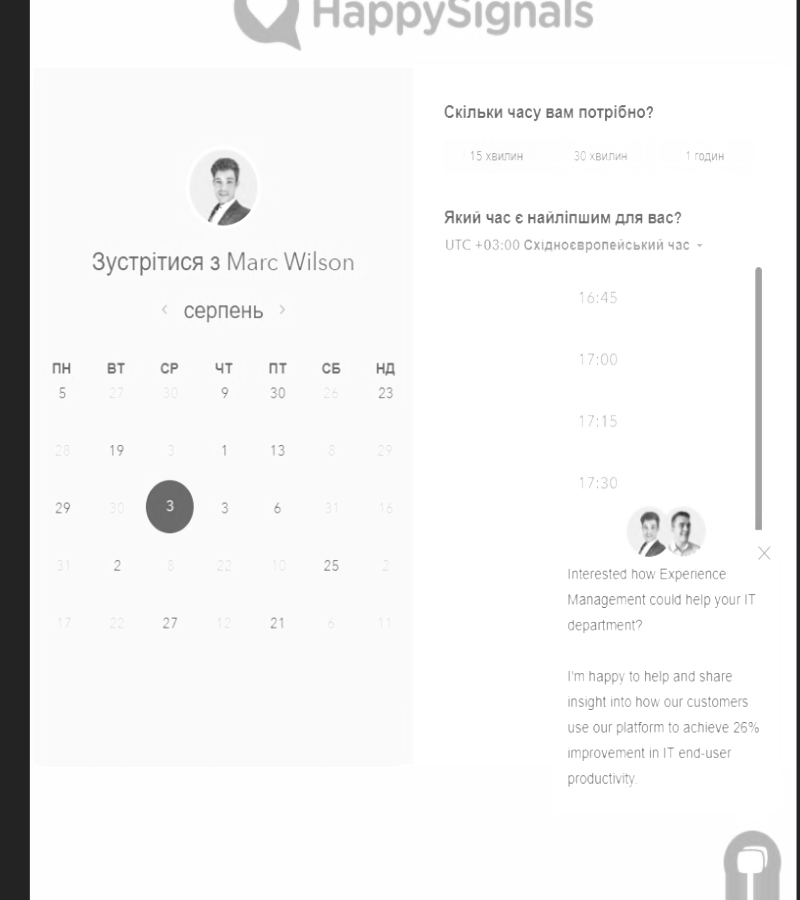 HappySignals
Зустрітися з Marc Wilson
серпень
ПН ВТ СР ЧТ ПТ СБ НД
5 27 30 9 30 26 23
28 19 3 1 13 8 29
29 30 3 3 6 31 16
31 2 8 22 10 25 2
17 22 27 12 21 6 11
Скільки часу вам потрібно?
15 хвилин 30 хвилин 1 годин
Який час є найліпшим для вас?
UTC +03:00 Східноєвропейський час
16:45
17:00
17:15
17:30
Interested how Experience
Management could help your IT
department?
I'm happy to help and share
insight into how our customers
use our platform to achieve 26%
improvement in IT end-user
productivity.